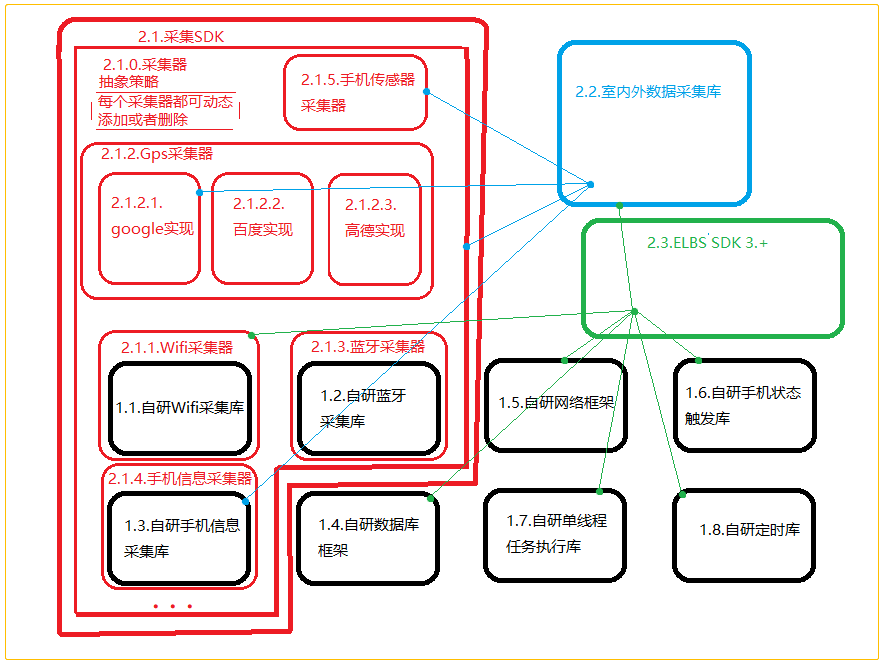 2.1.采集SDK
2.1.0.采集器
抽象策略
每个采集器都可动态
添加或者删除
2.1.5.手机传感器
采集器
2.2.室内外数据采集库
2.1.2.Gps采集器
2.1.2.1.
google实现
2.1.2.2.
百度实现
2.1.2.3.
高德实现
2.3.ELBS SDK 3.+
2.1.1.Wifi采集器
1.1.自研Wifi采集库
2.1.3.蓝牙采集器
1.2.自研蓝牙
采集库
1.5.自研网络框架
1.6.自研手机状态
触发库
2.1.4.手机信息采集器
1.3.自研手机信息
采集库
1.4.自研数据库
框架
1.7.自研单线程
任务执行库
1.8.自研定时库
. . .